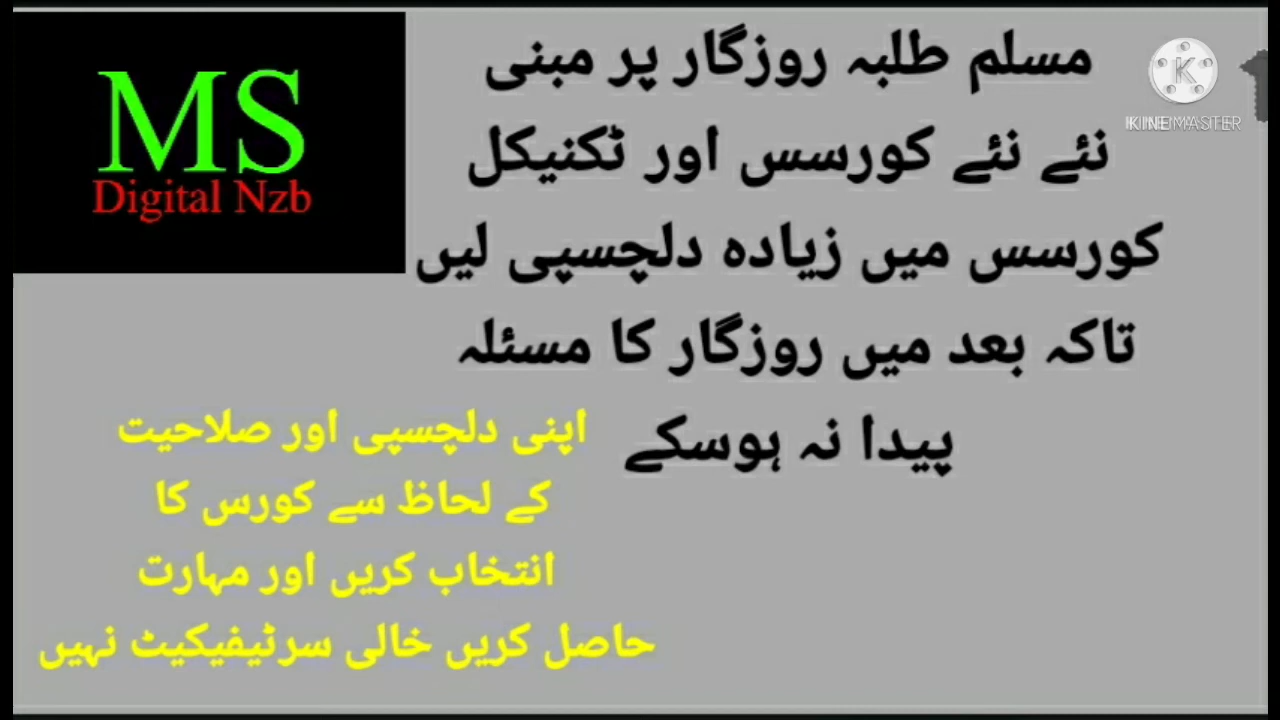 MS
Digital Nzb
مسلم طلبہ روزگار پر مبنی
نئے نئے کورسس اور ٹکنیکل
کورسس میں زیادہ دلچسپی لیں
تاکہ بعد میں روزگار کا مسئلہ
پیدا نہ ہوسکے
اپنی دلچسپی اور صلاحیت
کے لحاظ سے کورس کا
انتخاب کریں اور مہارت
حاصل کریں خالی سرٹیفیکیٹ نہیں
K
KINEMASTER